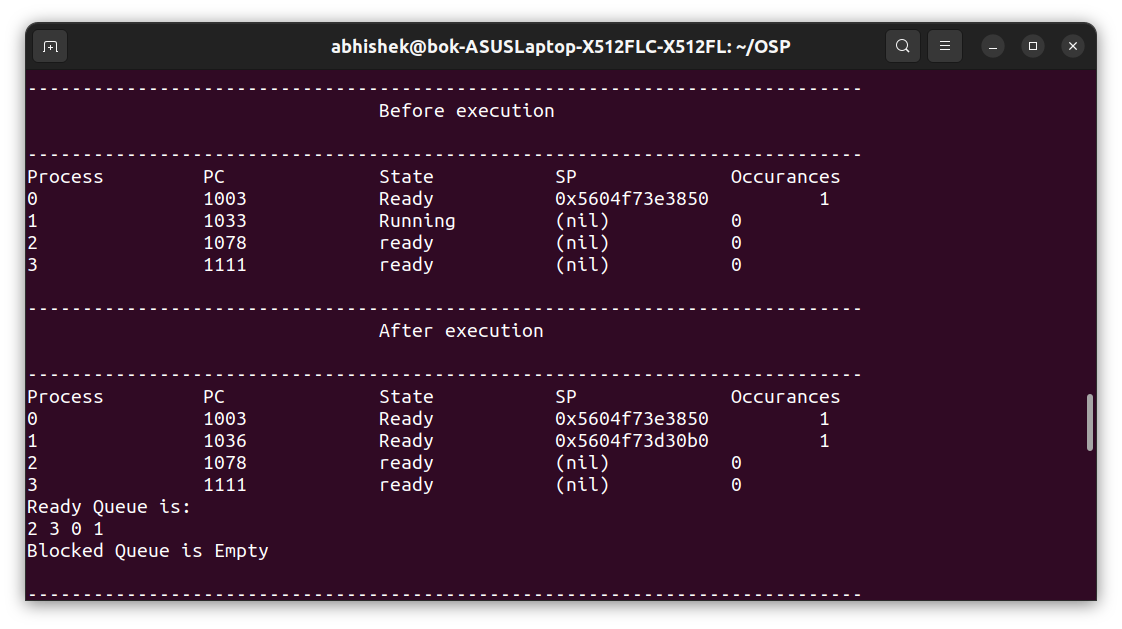 abhishek@bok-ASUSLaptop-X512FLC-X512FL: ~/OSP
----------------------------------------------------------------------------
Before execution
----------------------------------------------------------------------------
Process PC State SP Occurances
0 1003 Ready 0x5604f73e3850 1
1 1033 Running (nil) 0
2 1078 ready (nil) 0
3 1111 ready (nil) 0
----------------------------------------------------------------------------
After execution
----------------------------------------------------------------------------
Process PC State SP Occurances
0 1003 Ready 0x5604f73e3850 1
1 1036 Ready 0x5604f73d30b0 1
2 1078 ready (nil) 0
3 1111 ready (nil) 0
Ready Queue is:
2 3 0 1
Blocked Queue is Empty
----------------------------------------------------------------------------